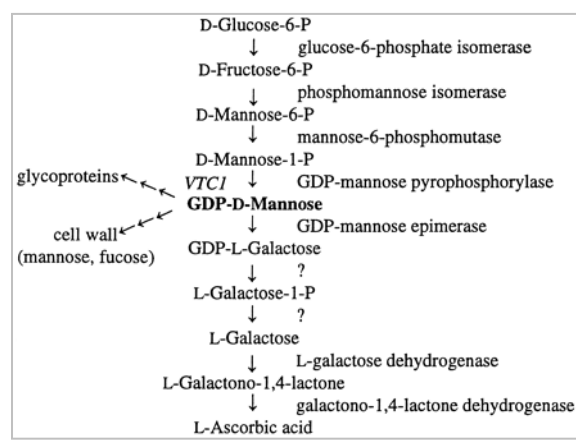 D-Glucose-6-P
↓ glucose-6-phosphate isomerase
D-Fructose-6-P
↓ phosphomannose isomerase
D-Mannose-6-P
↓ mannose-6-phosphomutase
D-Mannose-1-P
glycoproteins
VTC1 ↓ GDP-mannose pyrophosphorylase
GDP-D-Mannose
cell wall
(mannose, fucose)
↓ GDP-mannose epimerase
GDP-L-Galactose
↓ ?
L-Galactose-1-P
↓ ?
L-Galactose
↓ L-galactose dehydrogenase
L-Galactono-1,4-lactone
↓ galactono-1,4-lactone dehydrogenase
L-Ascorbic acid